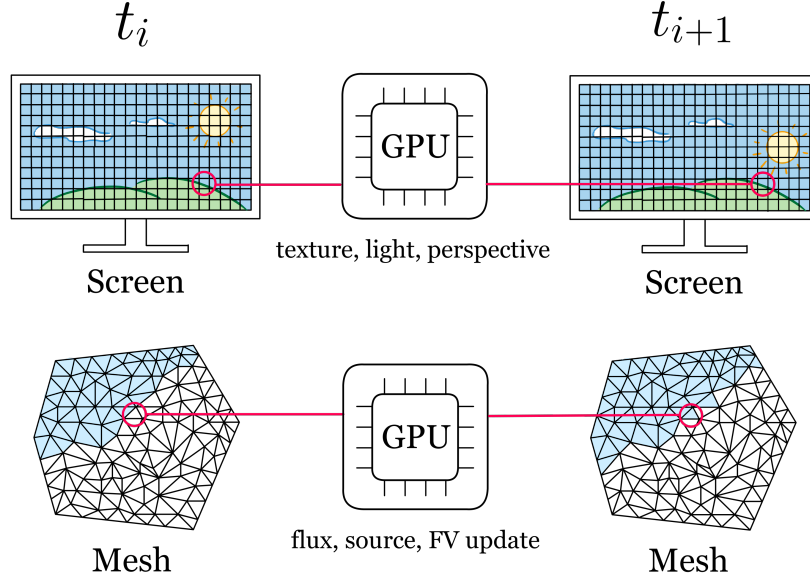 t_i
t_{i+1}
GPU
texture, light, perspective
Screen
Screen
GPU
flux, source, FV update
Mesh
Mesh